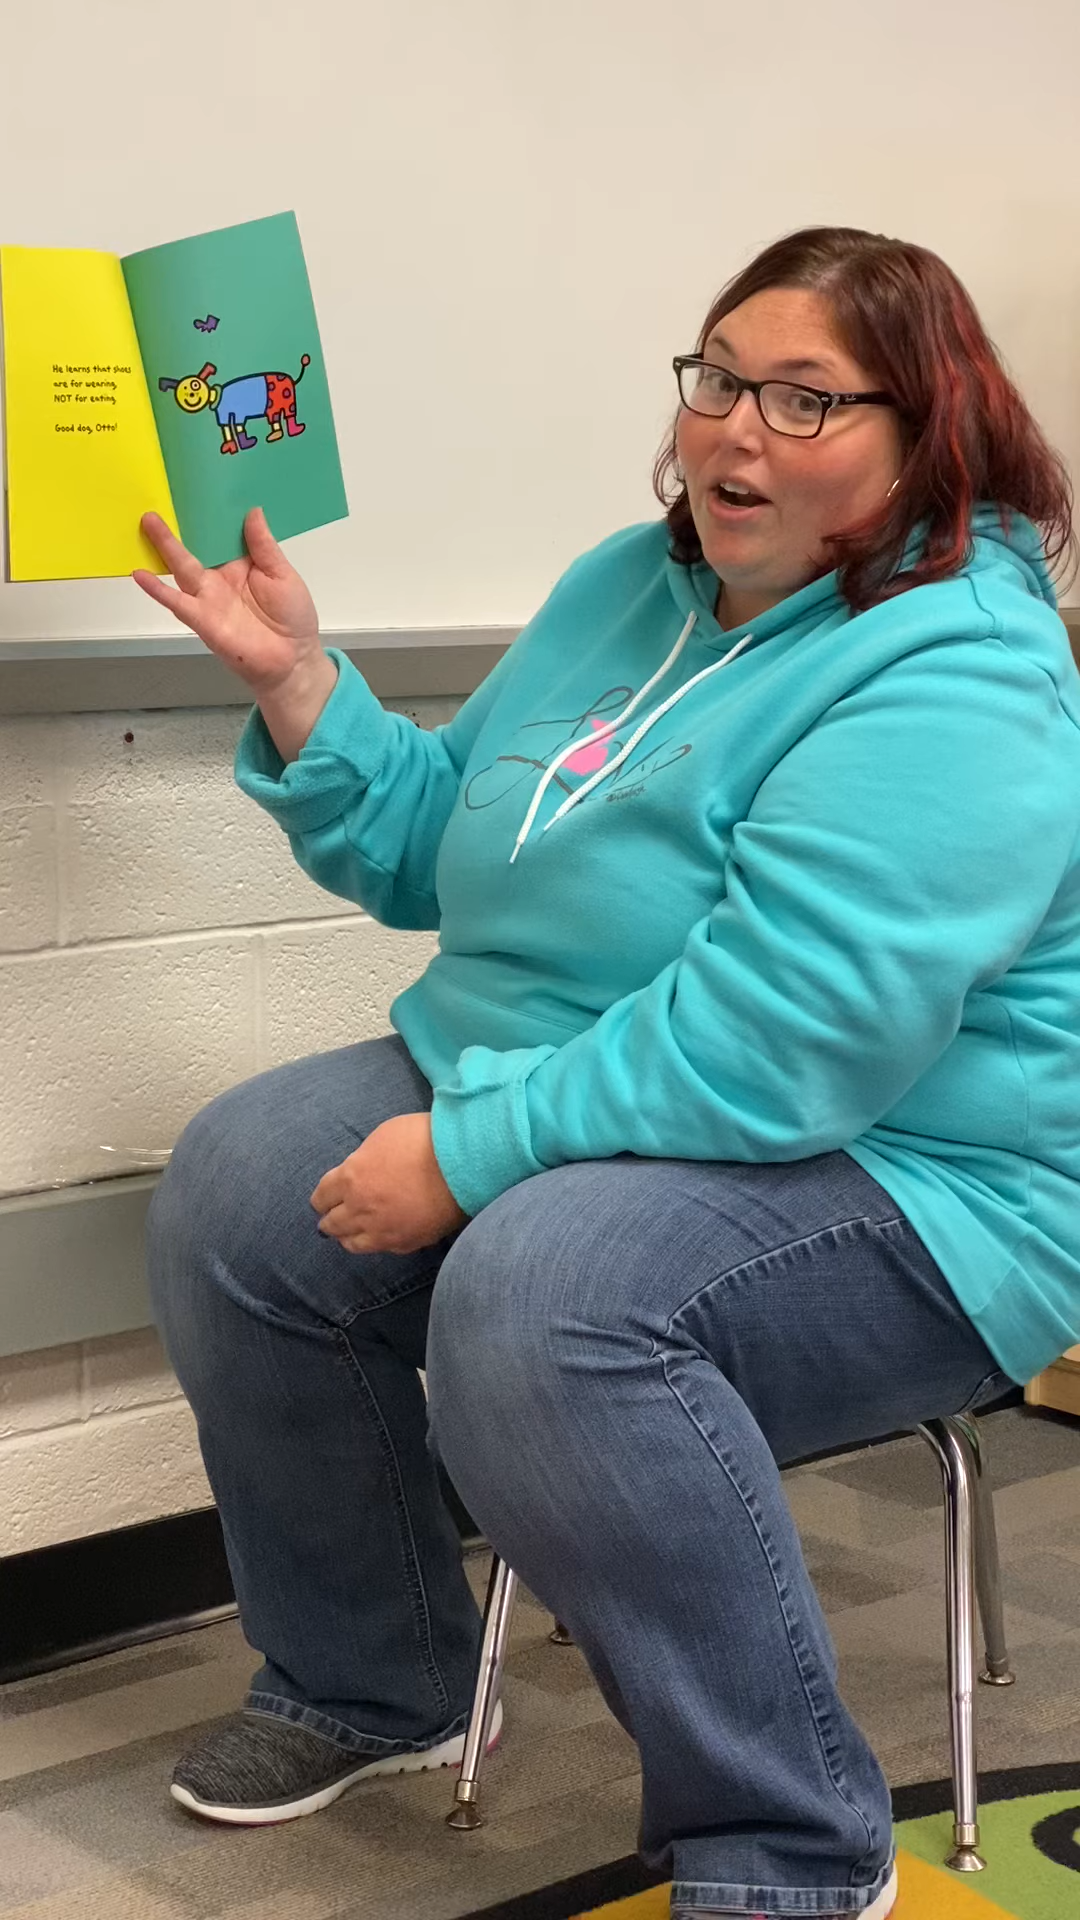 He learns that shoes
are for wearing,
NOT for eating.
Good dog, Otto!